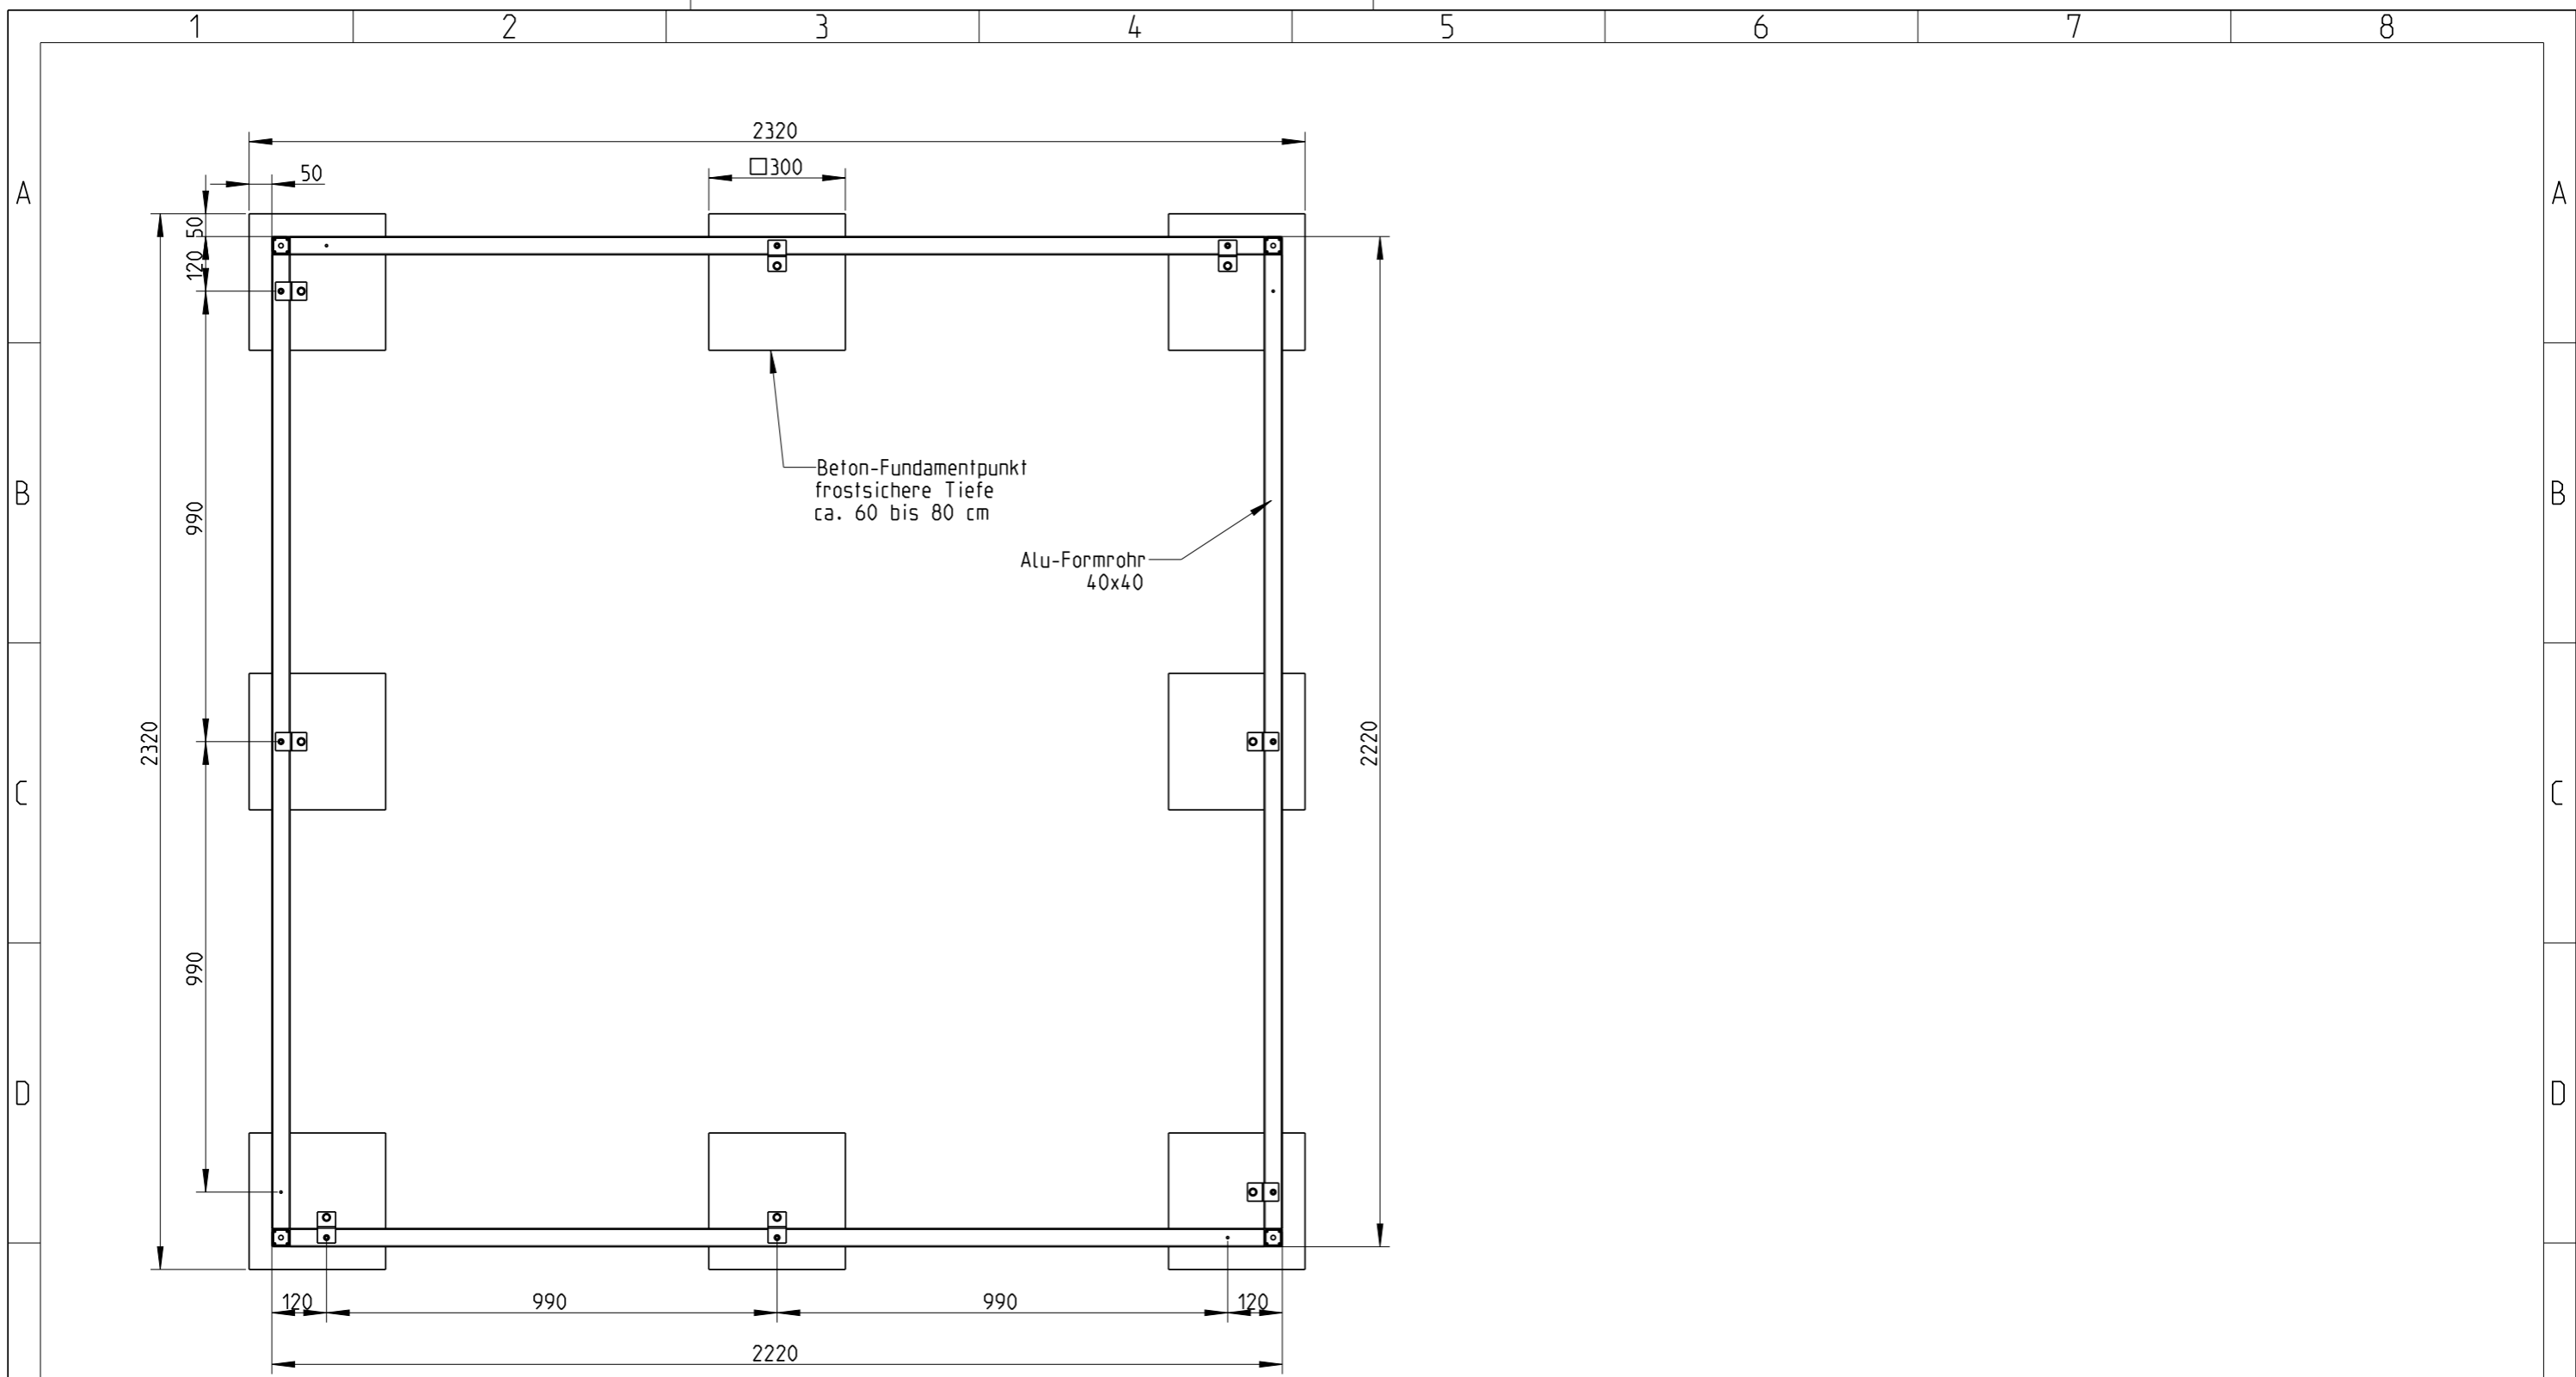 1 2 3 4 5 6 7 8
2320
□300
50
A A
50
120
Beton-Fundamentpunkt
frostsichere Tiefe
ca. 60 bis 80 cm
B B
990
Alu-Formrohr
40x40
2320
2220
C C
990
D D
120 990 990 120
2220